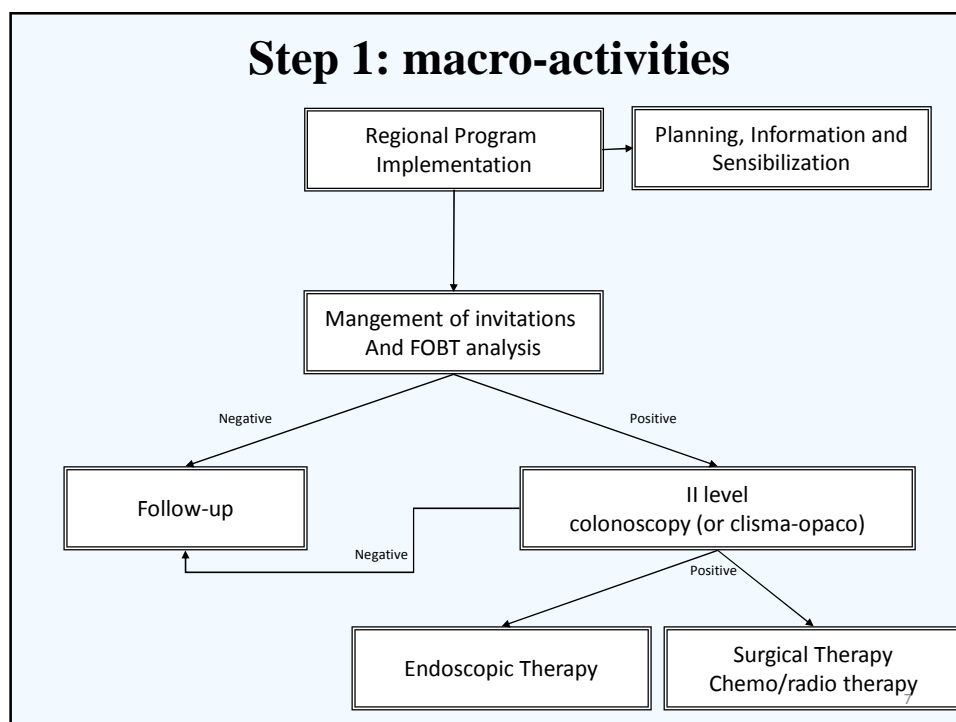 Step 1: macro-activities
Regional Program
Implementation
Planning, Information and
Sensibilization
Mangement of invitations
And FOBT analysis
Negative
Positive
Follow-up
II level
colonoscopy (or clisma-opaco)
Negative
Positive
Endoscopic Therapy
Surgical Therapy
Chemo/radio therapy
7